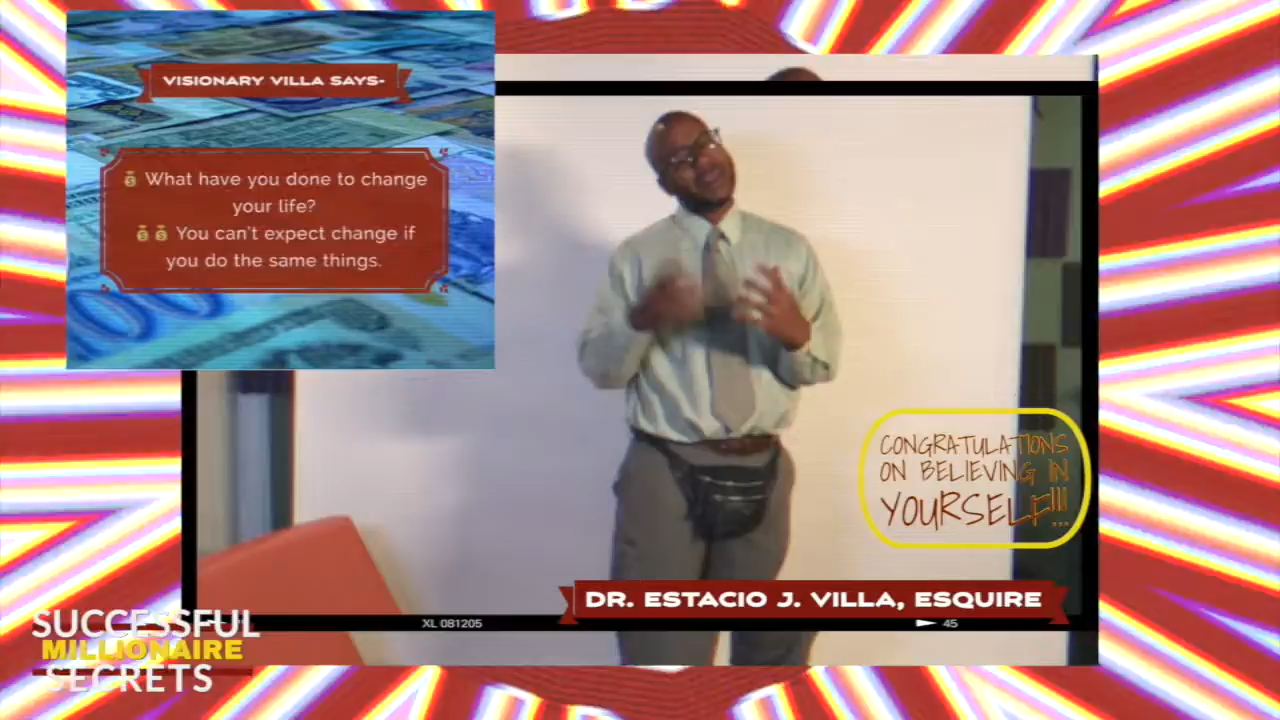 VISIONARY VILLA SAYS-
What have you done to change
your life?
You can't expect change if
you do the same things.
CONGRATULATIONS
ON BELIEVING IN
YOURSELF!!!
...
DR. ESTACIO J. VILLA, ESQUIRE
XL 081205
45
SUCCESSFUL
MILLIONAIRE
SECRETS